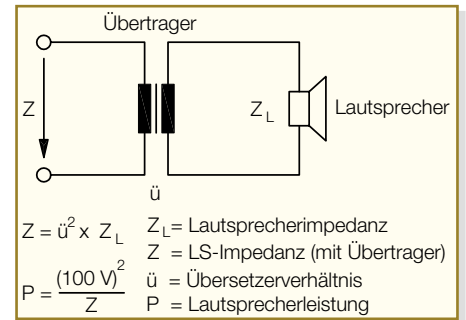 Übertrager
Z
Z L
Lautsprecher
ü
Z = ü² x Z L
Z L = Lautsprecherimpedanz
Z = LS-Impedanz (mit Übertrager)
P = (100 V)² / Z
ü = Übersetzerverhältnis
P = Lautsprecherleistung